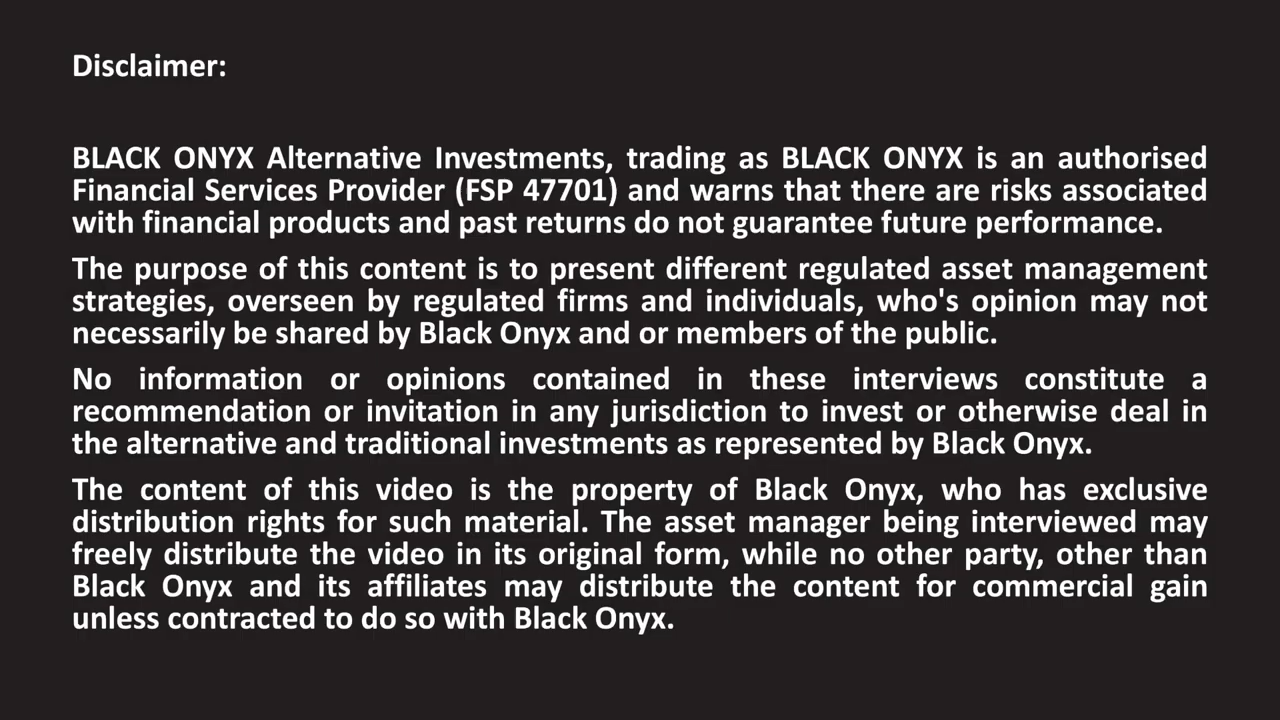 Disclaimer:
BLACK ONYX Alternative Investments, trading as BLACK ONYX is an authorised
Financial Services Provider (FSP 47701) and warns that there are risks associated
with financial products and past returns do not guarantee future performance.
The purpose of this content is to present different regulated asset management
strategies, overseen by regulated firms and individuals, who's opinion may not
necessarily be shared by Black Onyx and or members of the public.
No information or opinions contained in these interviews constitute a
recommendation or invitation in any jurisdiction to invest or otherwise deal in
the alternative and traditional investments as represented by Black Onyx.
The content of this video is the property of Black Onyx, who has exclusive
distribution rights for such material. The asset manager being interviewed may
freely distribute the video in its original form, while no other party, other than
Black Onyx and its affiliates may distribute the content for commercial gain
unless contracted to do so with Black Onyx.